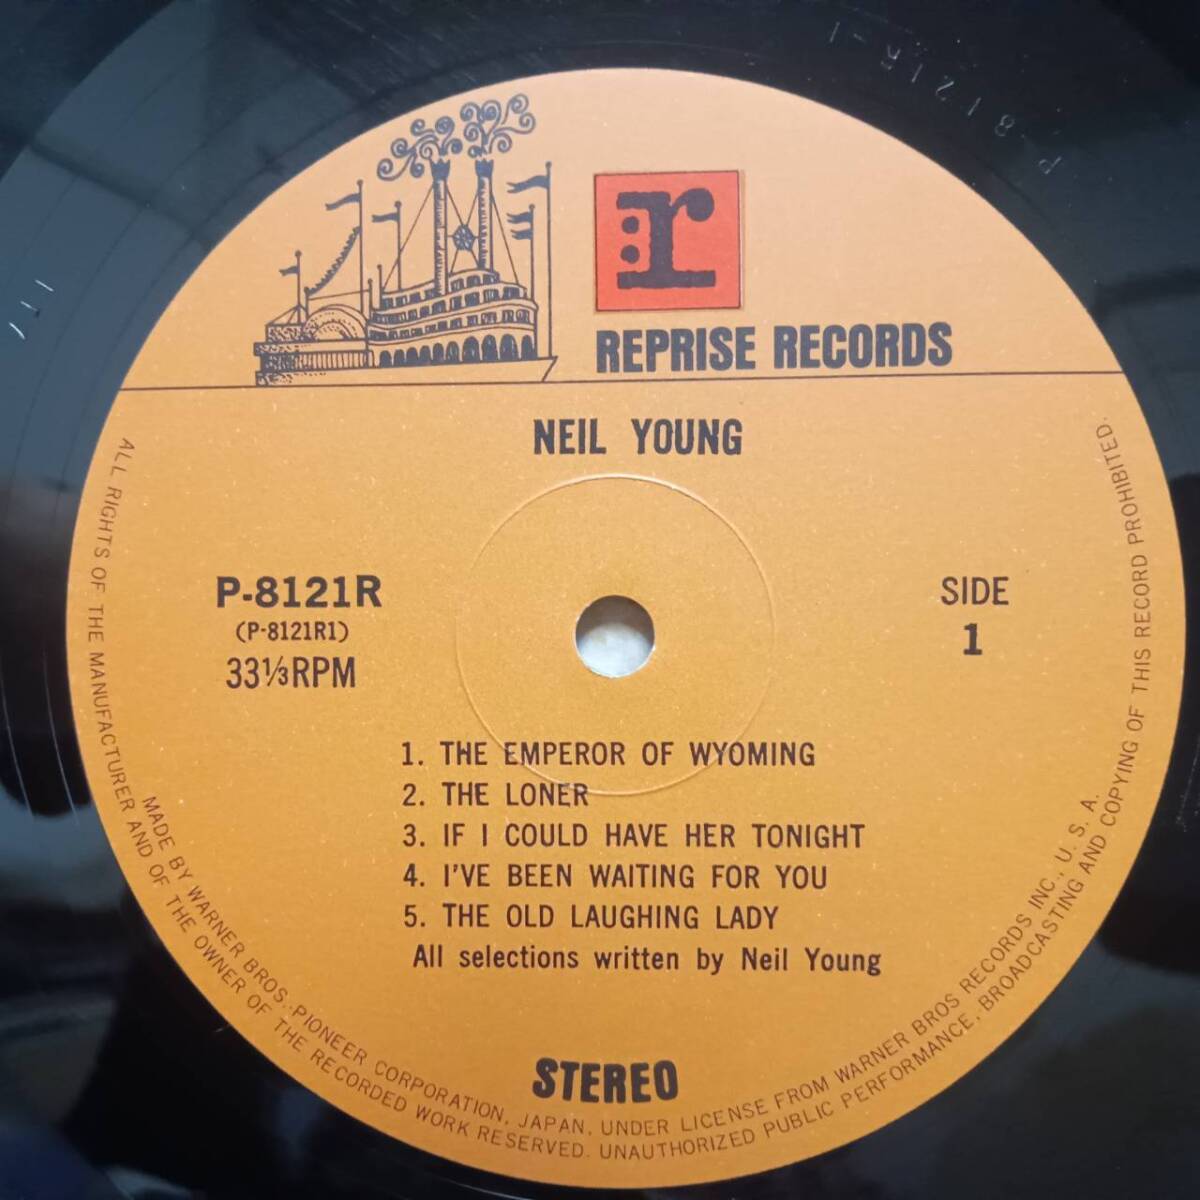 P-8121R-1
111
r:
REPRISE RECORDS
NEIL YOUNG
P-8121R
(P-8121R1)
33⅓RPM
SIDE
1
1. THE EMPEROR OF WYOMING
2. THE LONER
3. IF I COULD HAVE HER TONIGHT
4. I'VE BEEN WAITING FOR YOU
5. THE OLD LAUGHING LADY
All selections written by Neil Young
STEREO
MADE BY WARNER BROS.-PIONEER CORPORATION, JAPAN, UNDER LICENSE FROM WARNER BROS RECORDS INC., U. S. A.
ALL RIGHTS OF THE MANUFACTURER AND OF THE OWNER OF THE RECORDED WORK RESERVED. UNAUTHORIZED PUBLIC PERFORMANCE, BROADCASTING AND COPYING OF THIS RECORD PROHIBITED.